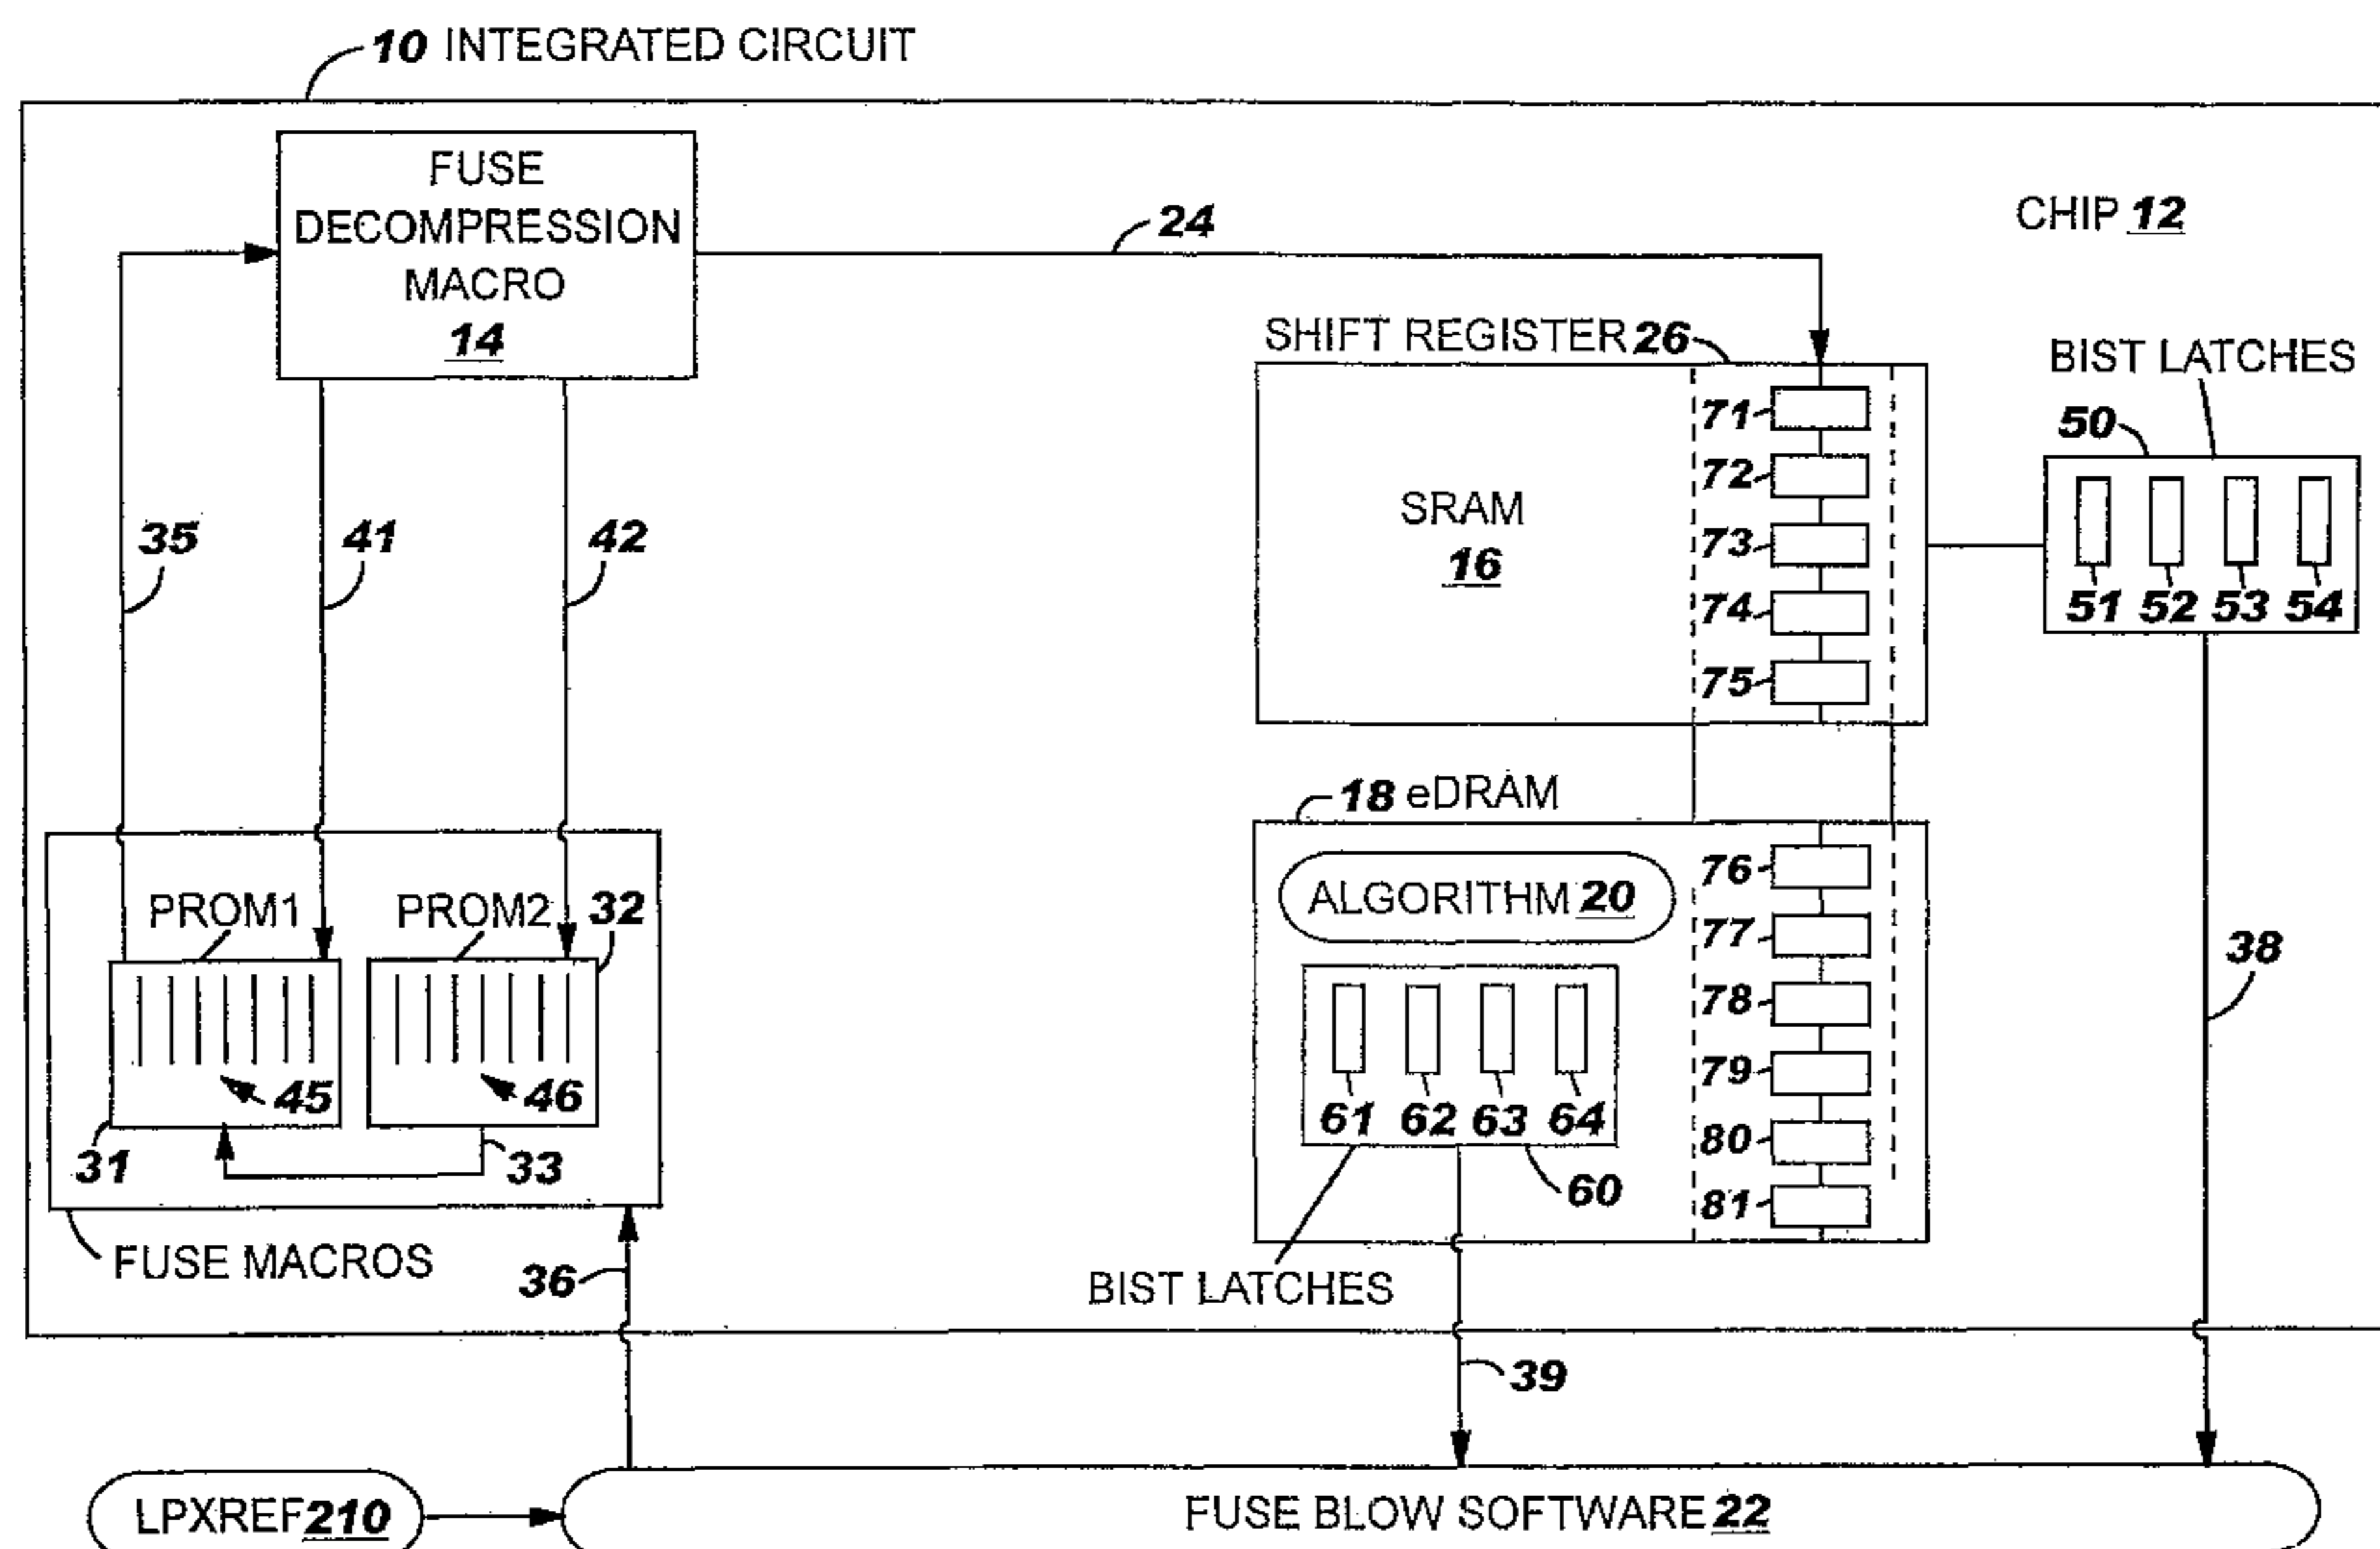 10 INTEGRATED CIRCUIT
FUSE
DECOMPRESSION
MACRO
14
24
CHIP 12
SHIFT REGISTER 26
BIST LATCHES
50
71
72
73
74
75
SRAM
16
51 52 53 54
35
41
42
18 eDRAM
ALGORITHM 20
76
77
78
79
80
81
PROM1
PROM2
32
38
45
46
61 62 63 64
31
33
60
FUSE MACROS
36
BIST LATCHES
39
LPXREF 210
FUSE BLOW SOFTWARE 22